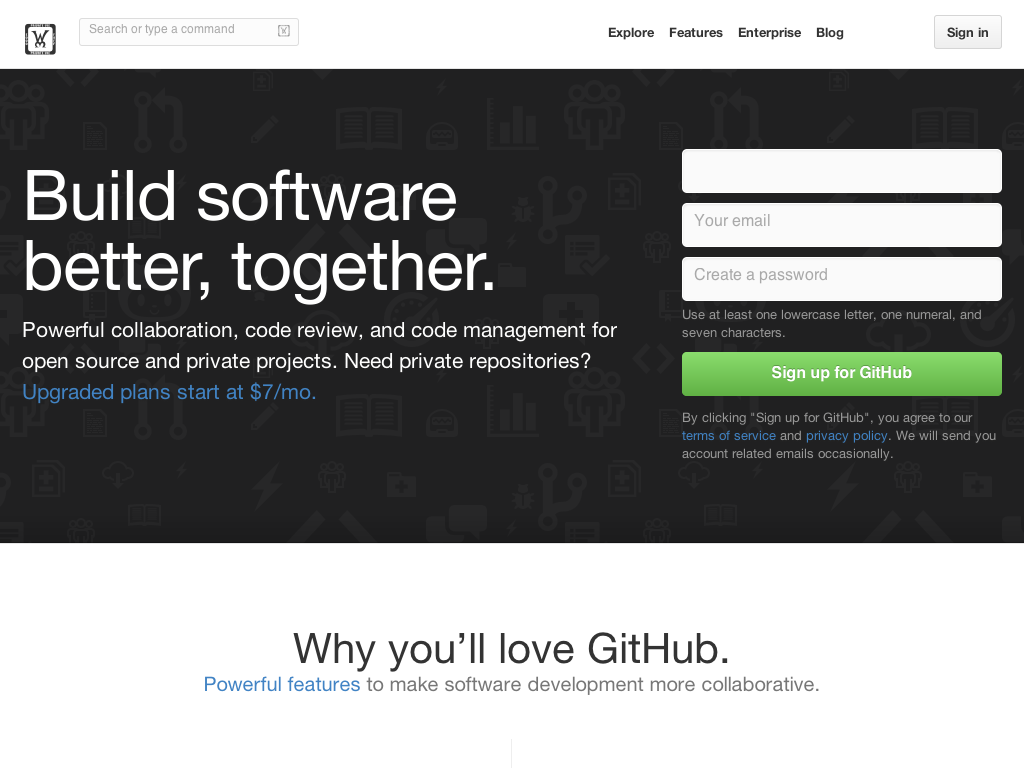 Search or type a command
Explore
Features
Enterprise
Blog
Sign in
Build software
better, together.
Powerful collaboration, code review, and code management for
open source and private projects. Need private repositories?
Upgraded plans start at $7/mo.
Your email
Create a password
Use at least one lowercase letter, one numeral, and
seven characters.
Sign up for GitHub
By clicking "Sign up for GitHub", you agree to our
terms of service and privacy policy. We will send you
account related emails occasionally.
Why you’ll love GitHub.
Powerful features to make software development more collaborative.